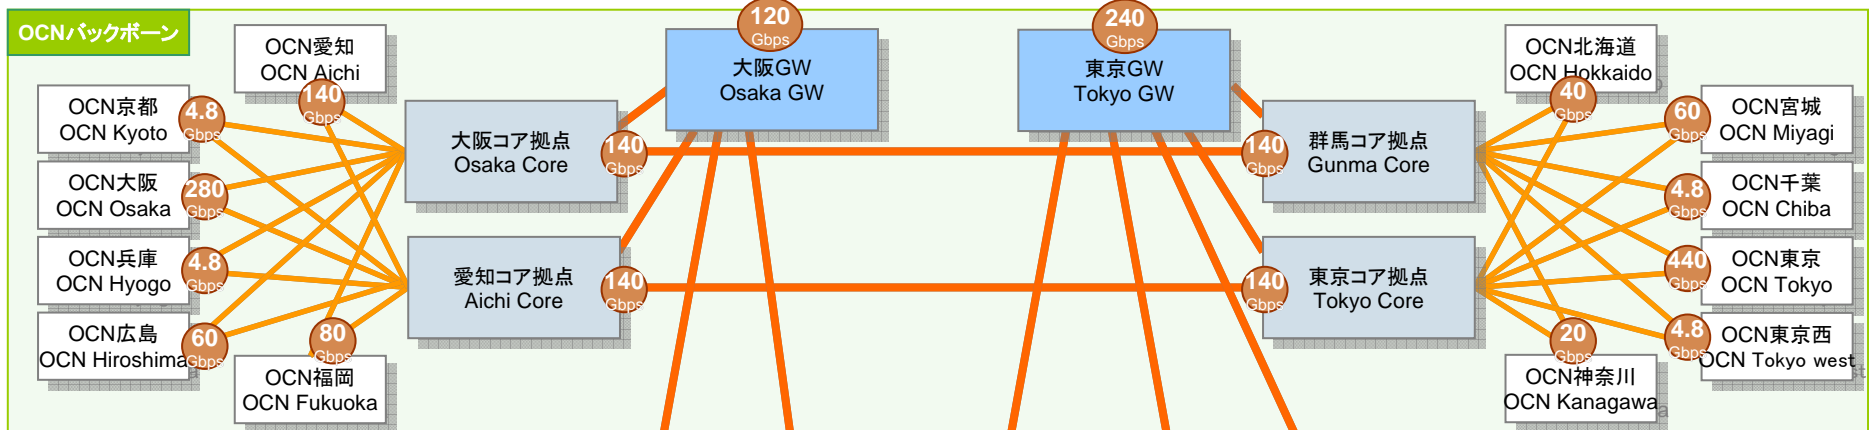 OCNバックボーン
120
Gbps
240
Gbps
OCN愛知
OCN Aichi
140
Gbps
大阪GW
Osaka GW
東京GW
Tokyo GW
OCN北海道
OCN Hokkaido
40
Gbps
OCN京都
OCN Kyoto
4.8
Gbps
大阪コア拠点
Osaka Core
140
Gbps
140
Gbps
群馬コア拠点
Gunma Core
60
Gbps
OCN宮城
OCN Miyagi
OCN大阪
OCN Osaka
280
Gbps
4.8
Gbps
OCN千葉
OCN Chiba
OCN兵庫
OCN Hyogo
4.8
Gbps
愛知コア拠点
Aichi Core
140
Gbps
140
Gbps
東京コア拠点
Tokyo Core
440
Gbps
OCN東京
OCN Tokyo
OCN広島
OCN Hiroshima
60
Gbps
80
Gbps
OCN福岡
OCN Fukuoka
20
Gbps
OCN神奈川
OCN Kanagawa
4.8
Gbps
OCN東京西
OCN Tokyo west